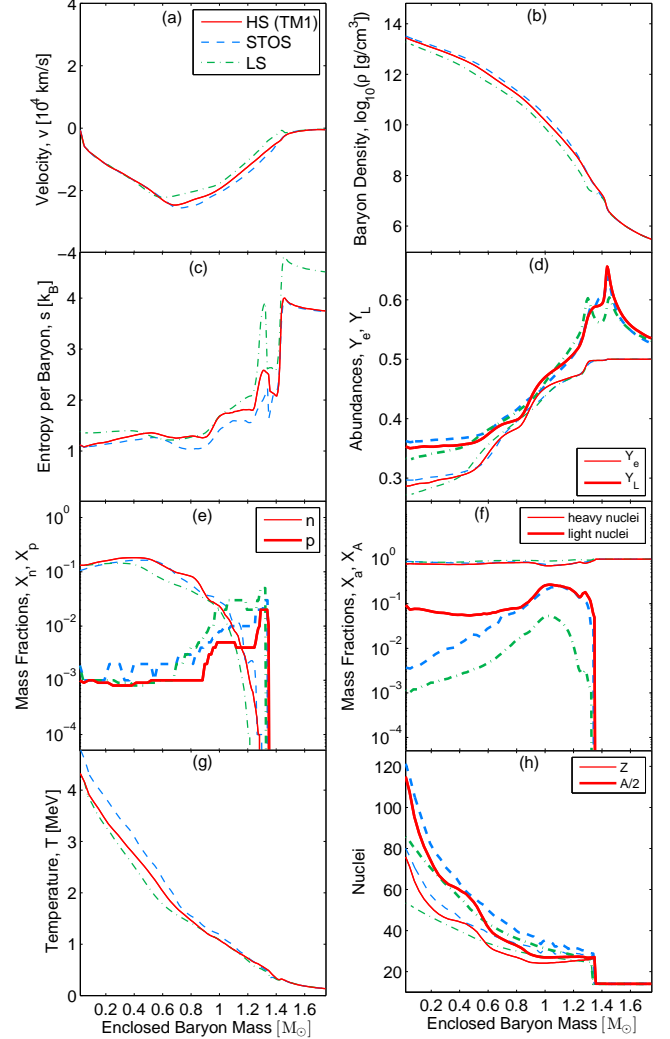 (a)
HS (TM1)
STOS
LS
4
2
0
−2
−4
Velocity, v [10⁴ km/s]
(b)
14
12
10
8
6
Baryon Density, log₁₀(ρ [g/cm³])
(c)
4
3
2
1
Entropy per Baryon, s [k_B]
(d)
0.6
0.5
0.4
0.3
Abundances, Y_e, Y_L
Y_e
Y_L
(e)
n
p
10⁰
10⁻¹
10⁻²
10⁻³
10⁻⁴
Mass Fractions, X_n, X_p
(f)
heavy nuclei
light nuclei
10⁰
10⁻¹
10⁻²
10⁻³
10⁻⁴
Mass Fractions, X_a, X_A
(g)
4
3
2
1
0
Temperature, T [MeV]
0.2 0.4 0.6 0.8 1 1.2 1.4 1.6
Enclosed Baryon Mass [M⊙]
(h)
Z
A/2
120
100
80
60
40
20
Nuclei
0.2 0.4 0.6 0.8 1 1.2 1.4 1.6
Enclosed Baryon Mass [M⊙]